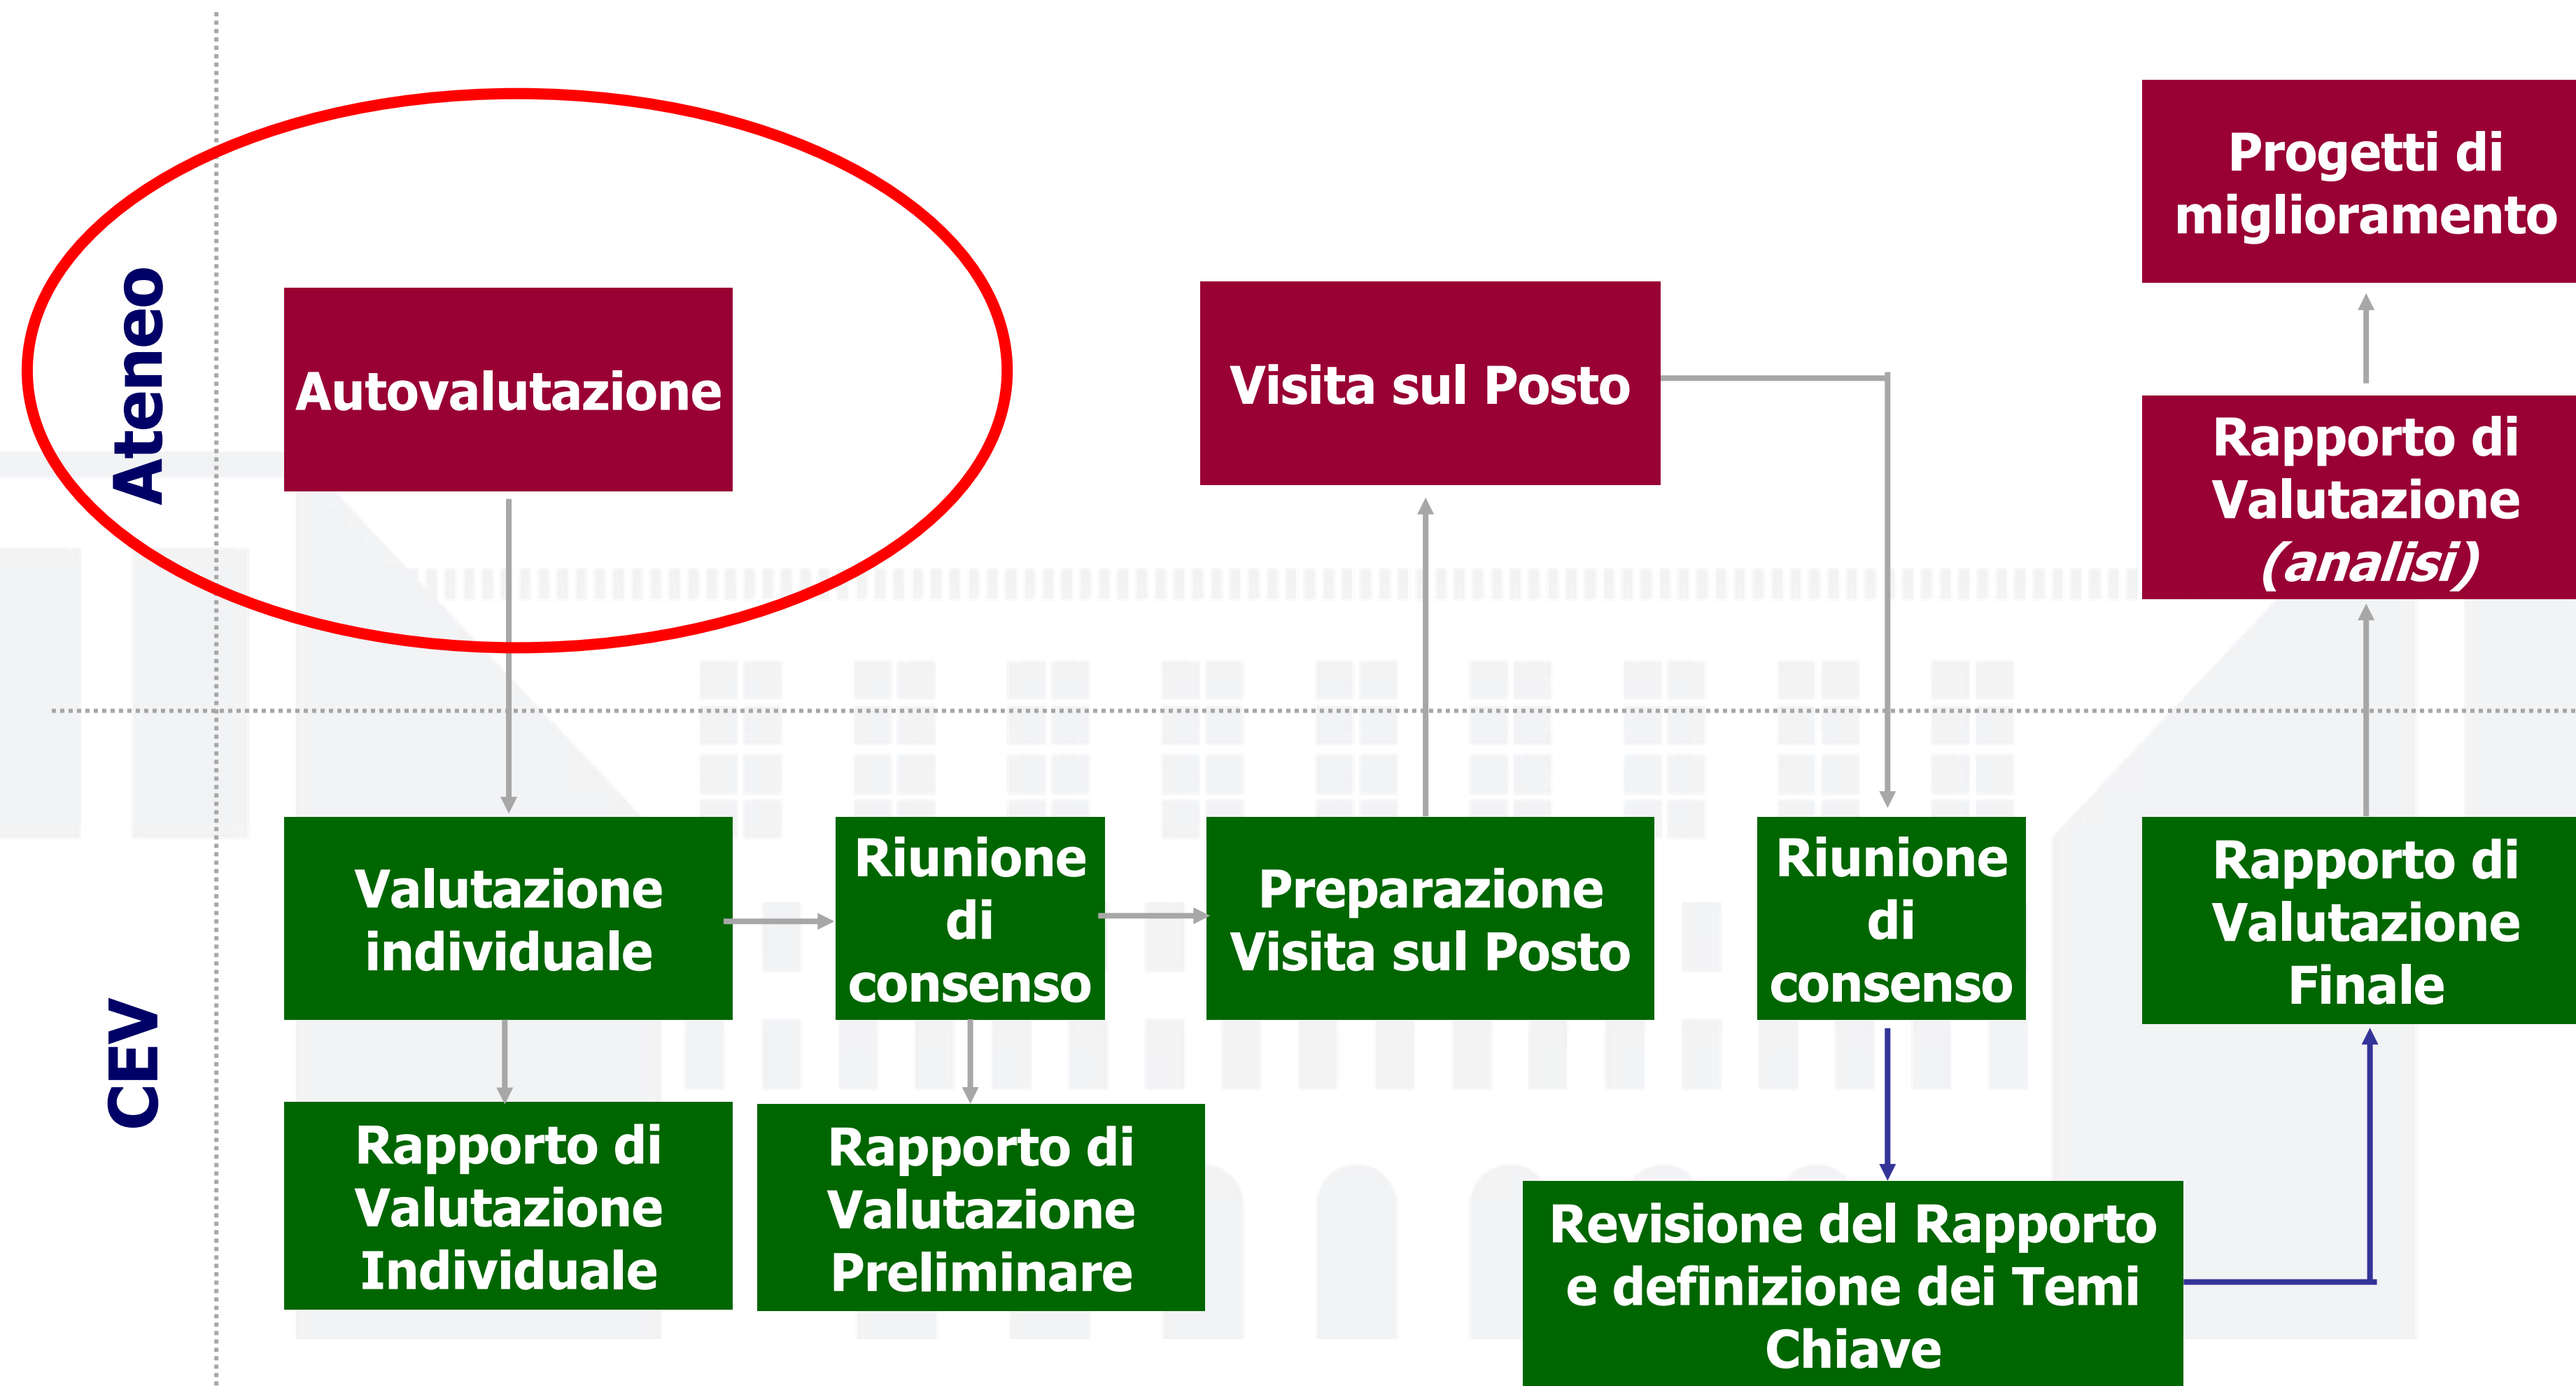 Ateneo
Autovalutazione
Visita sul Posto
Progetti di
miglioramento
Rapporto di
Valutazione
(analisi)
CEV
Valutazione
individuale
Riunione
di
consenso
Preparazione
Visita sul Posto
Riunione
di
consenso
Rapporto di
Valutazione
Finale
Rapporto di
Valutazione
Individuale
Rapporto di
Valutazione
Preliminare
Revisione del Rapporto
e definizione dei Temi
Chiave